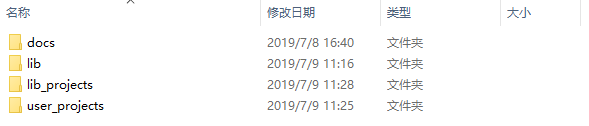 名称 修改日期 类型 大小
docs 2019/7/8 16:40 文件夹
lib 2019/7/9 11:16 文件夹
lib_projects 2019/7/9 11:28 文件夹
user_projects 2019/7/9 11:25 文件夹